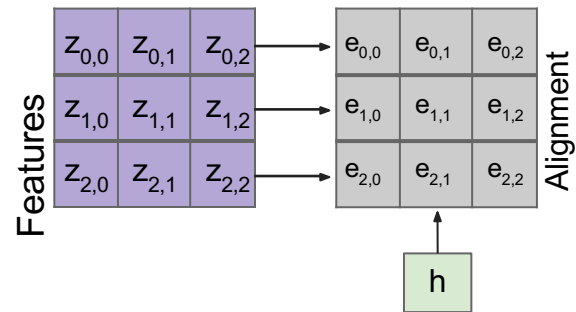 Features
z0,0 z0,1 z0,2
z1,0 z1,1 z1,2
z2,0 z2,1 z2,2
e0,0 e0,1 e0,2
e1,0 e1,1 e1,2
e2,0 e2,1 e2,2
Alignment
h